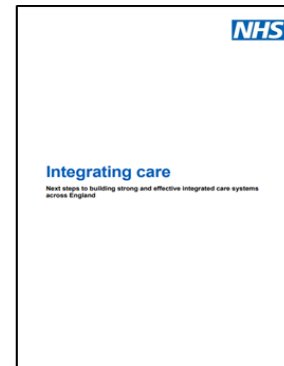 NHS
Integrating care
Next steps to building strong and effective integrated care systems
across England